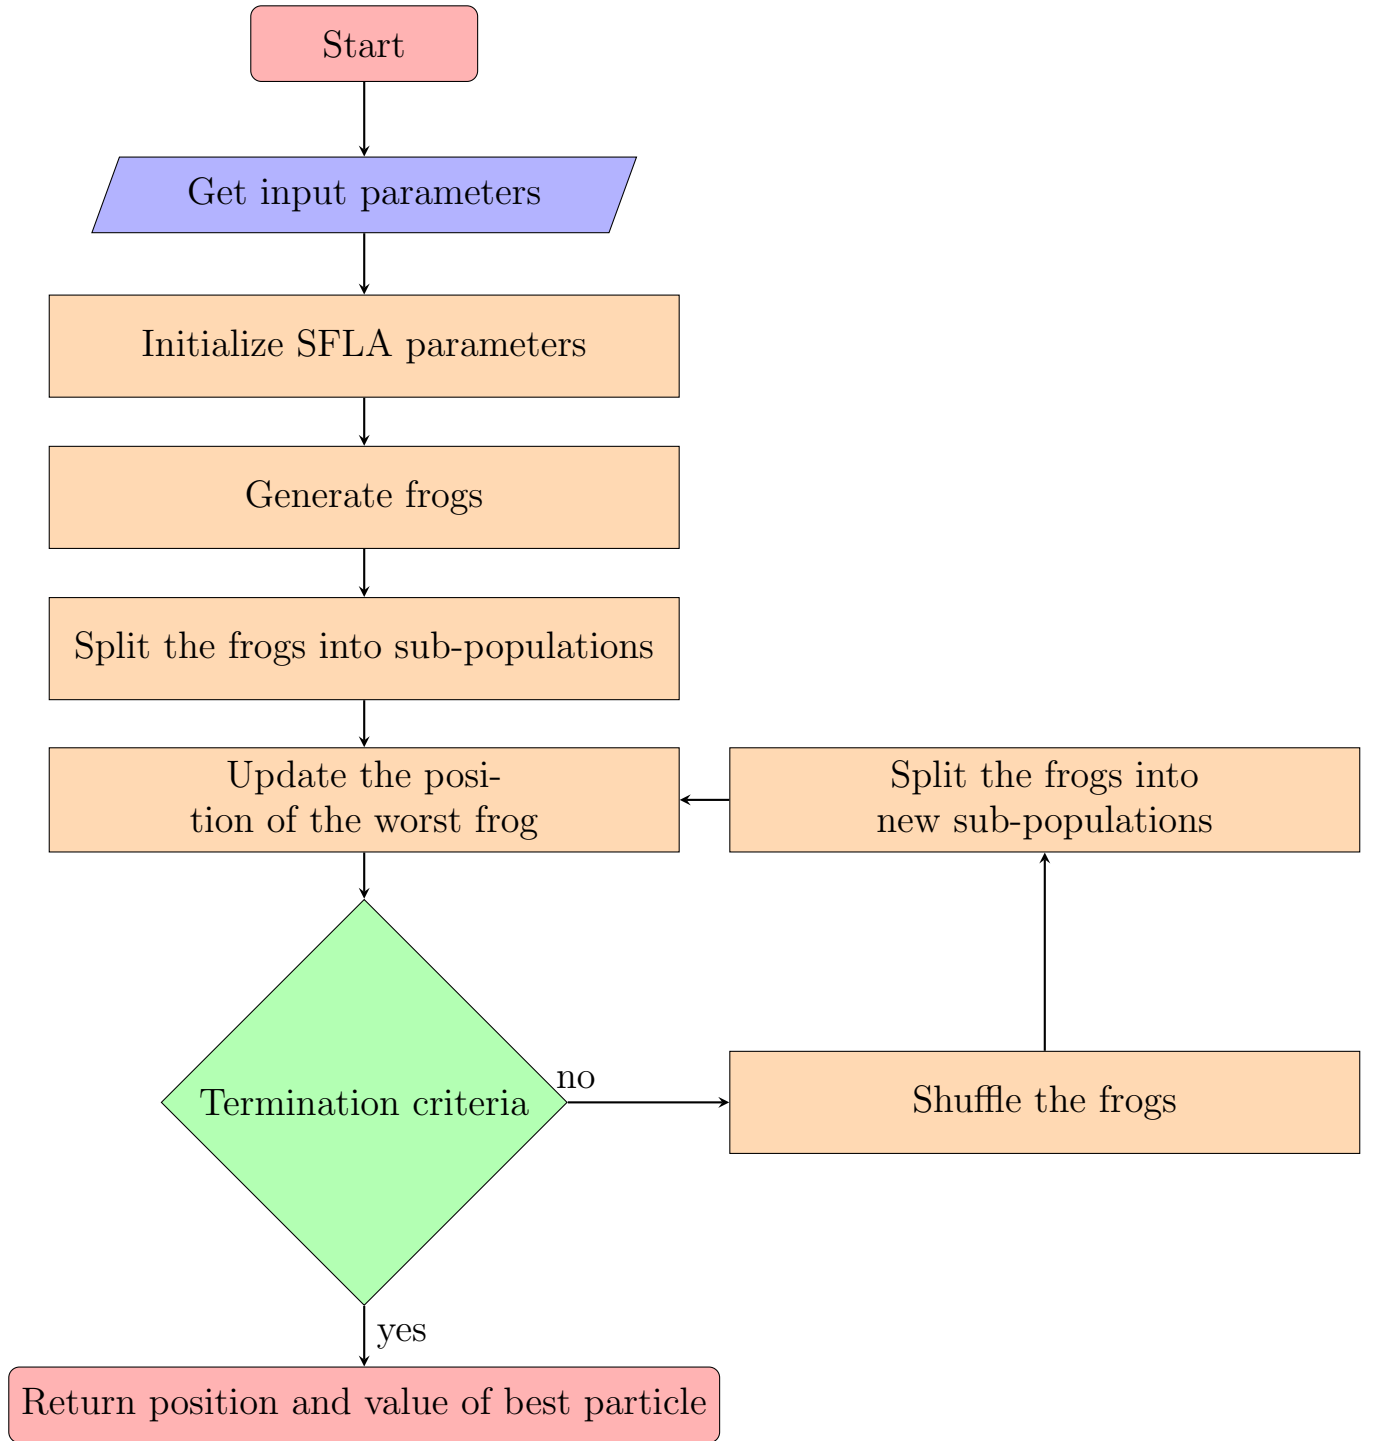 Start
Get input parameters
Initialize SFLA parameters
Generate frogs
Split the frogs into sub-populations
Update the posi-
tion of the worst frog
Split the frogs into
new sub-populations
Termination criteria
no
Shuffle the frogs
yes
Return position and value of best particle